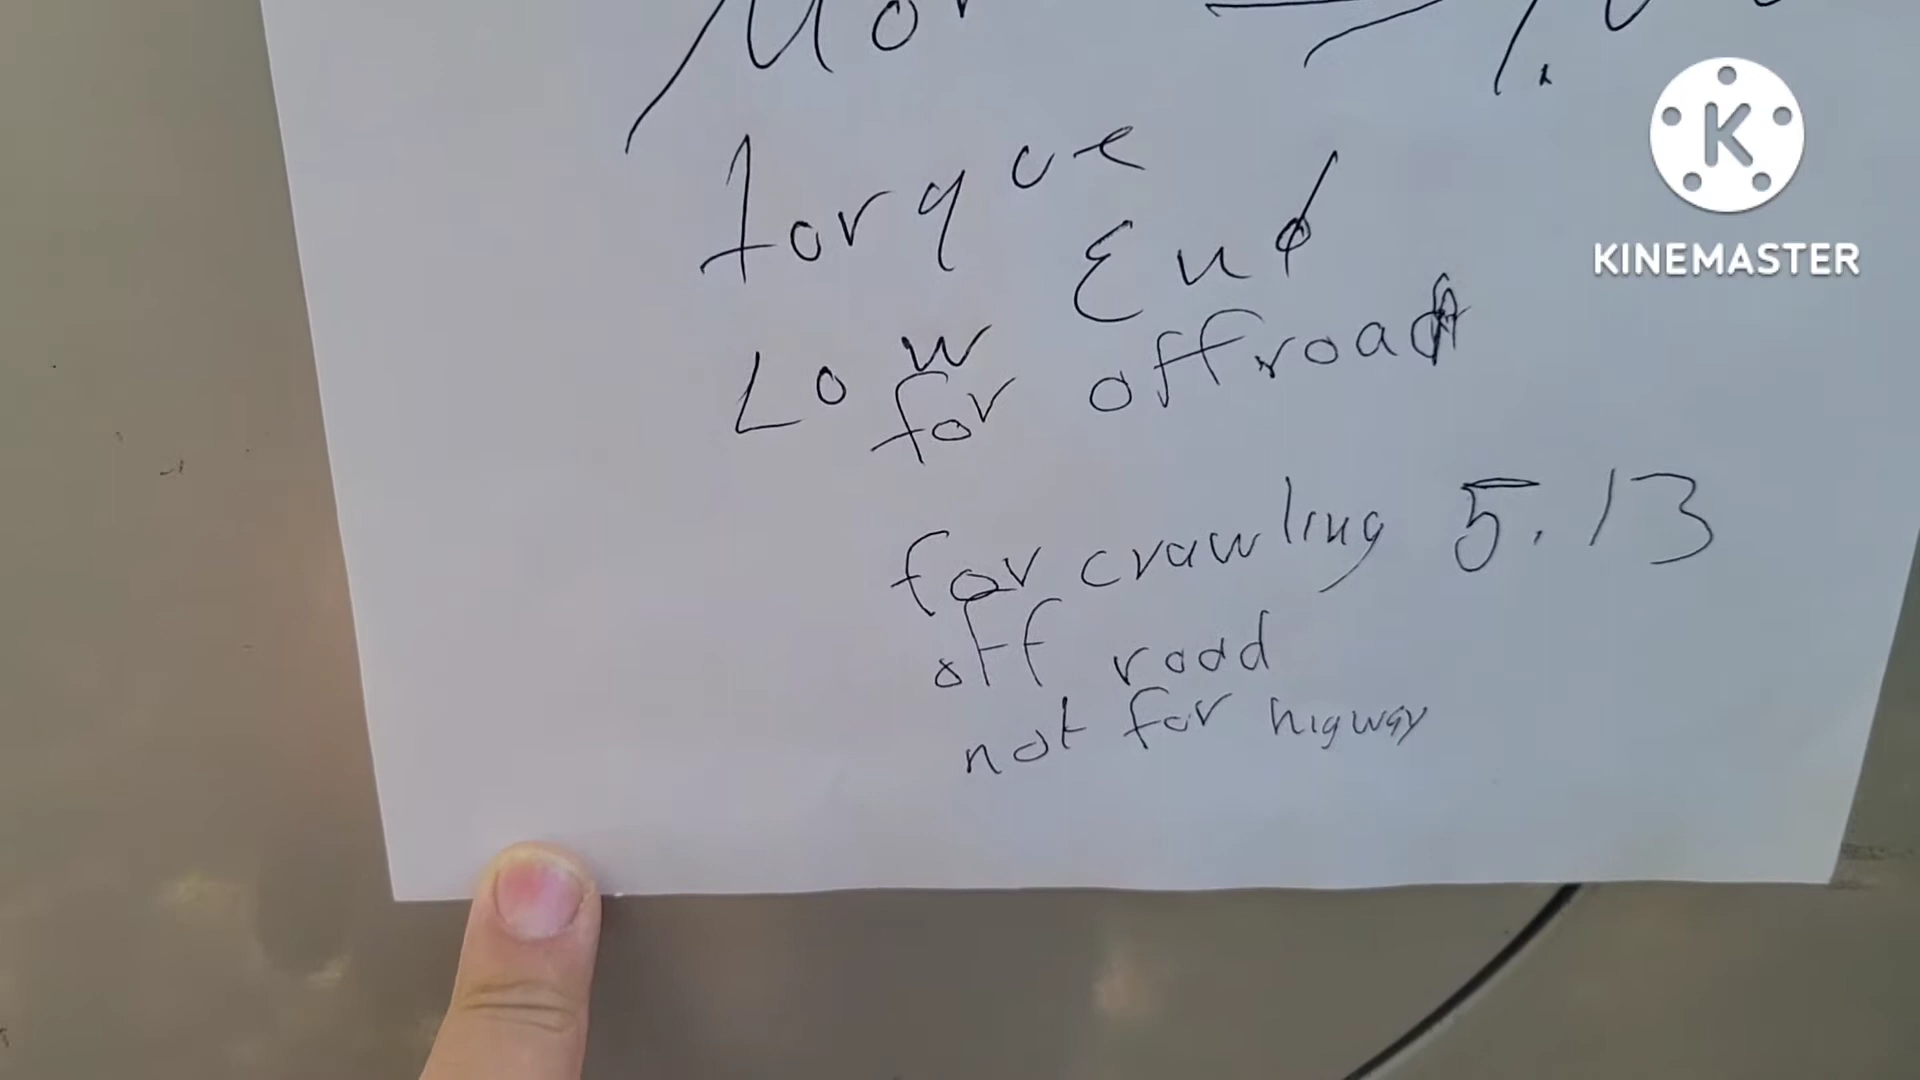 torque
Low End
for offroad
for crawling 5.13
off road
not for higway
KINEMASTER